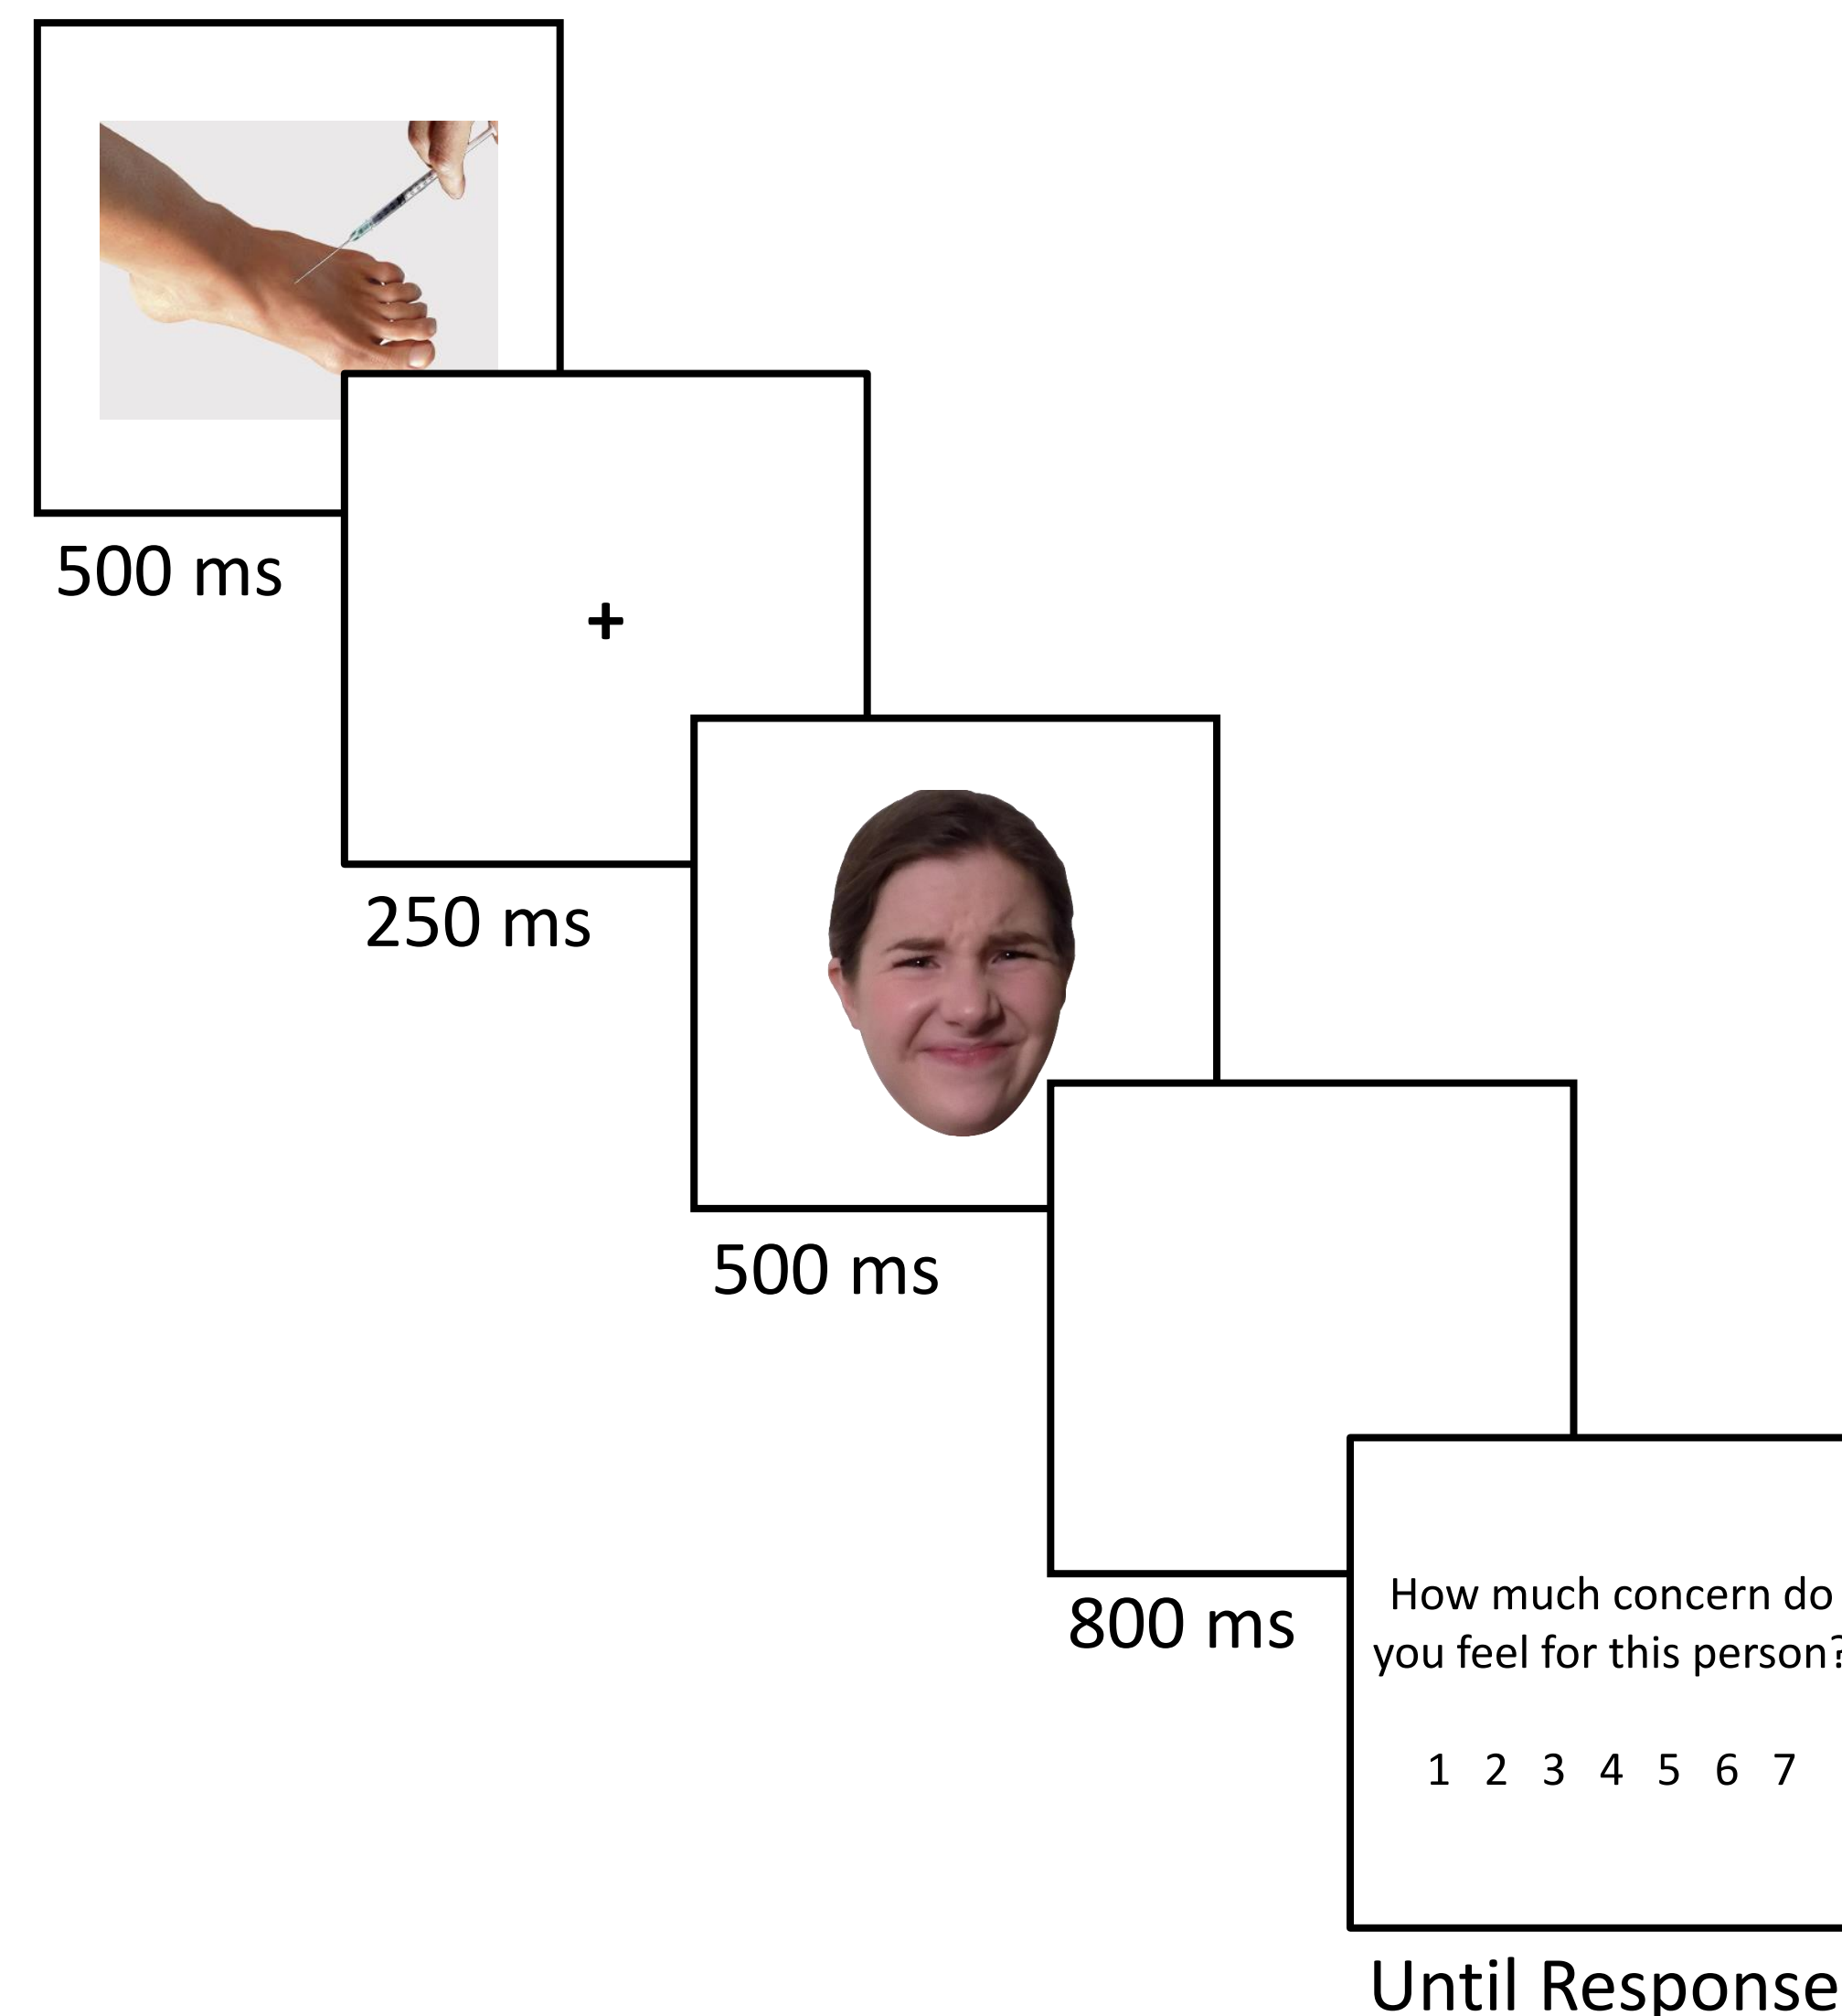 500 ms
+
250 ms
500 ms
800 ms
How much concern do
you feel for this person?
1 2 3 4 5 6 7
Until Response